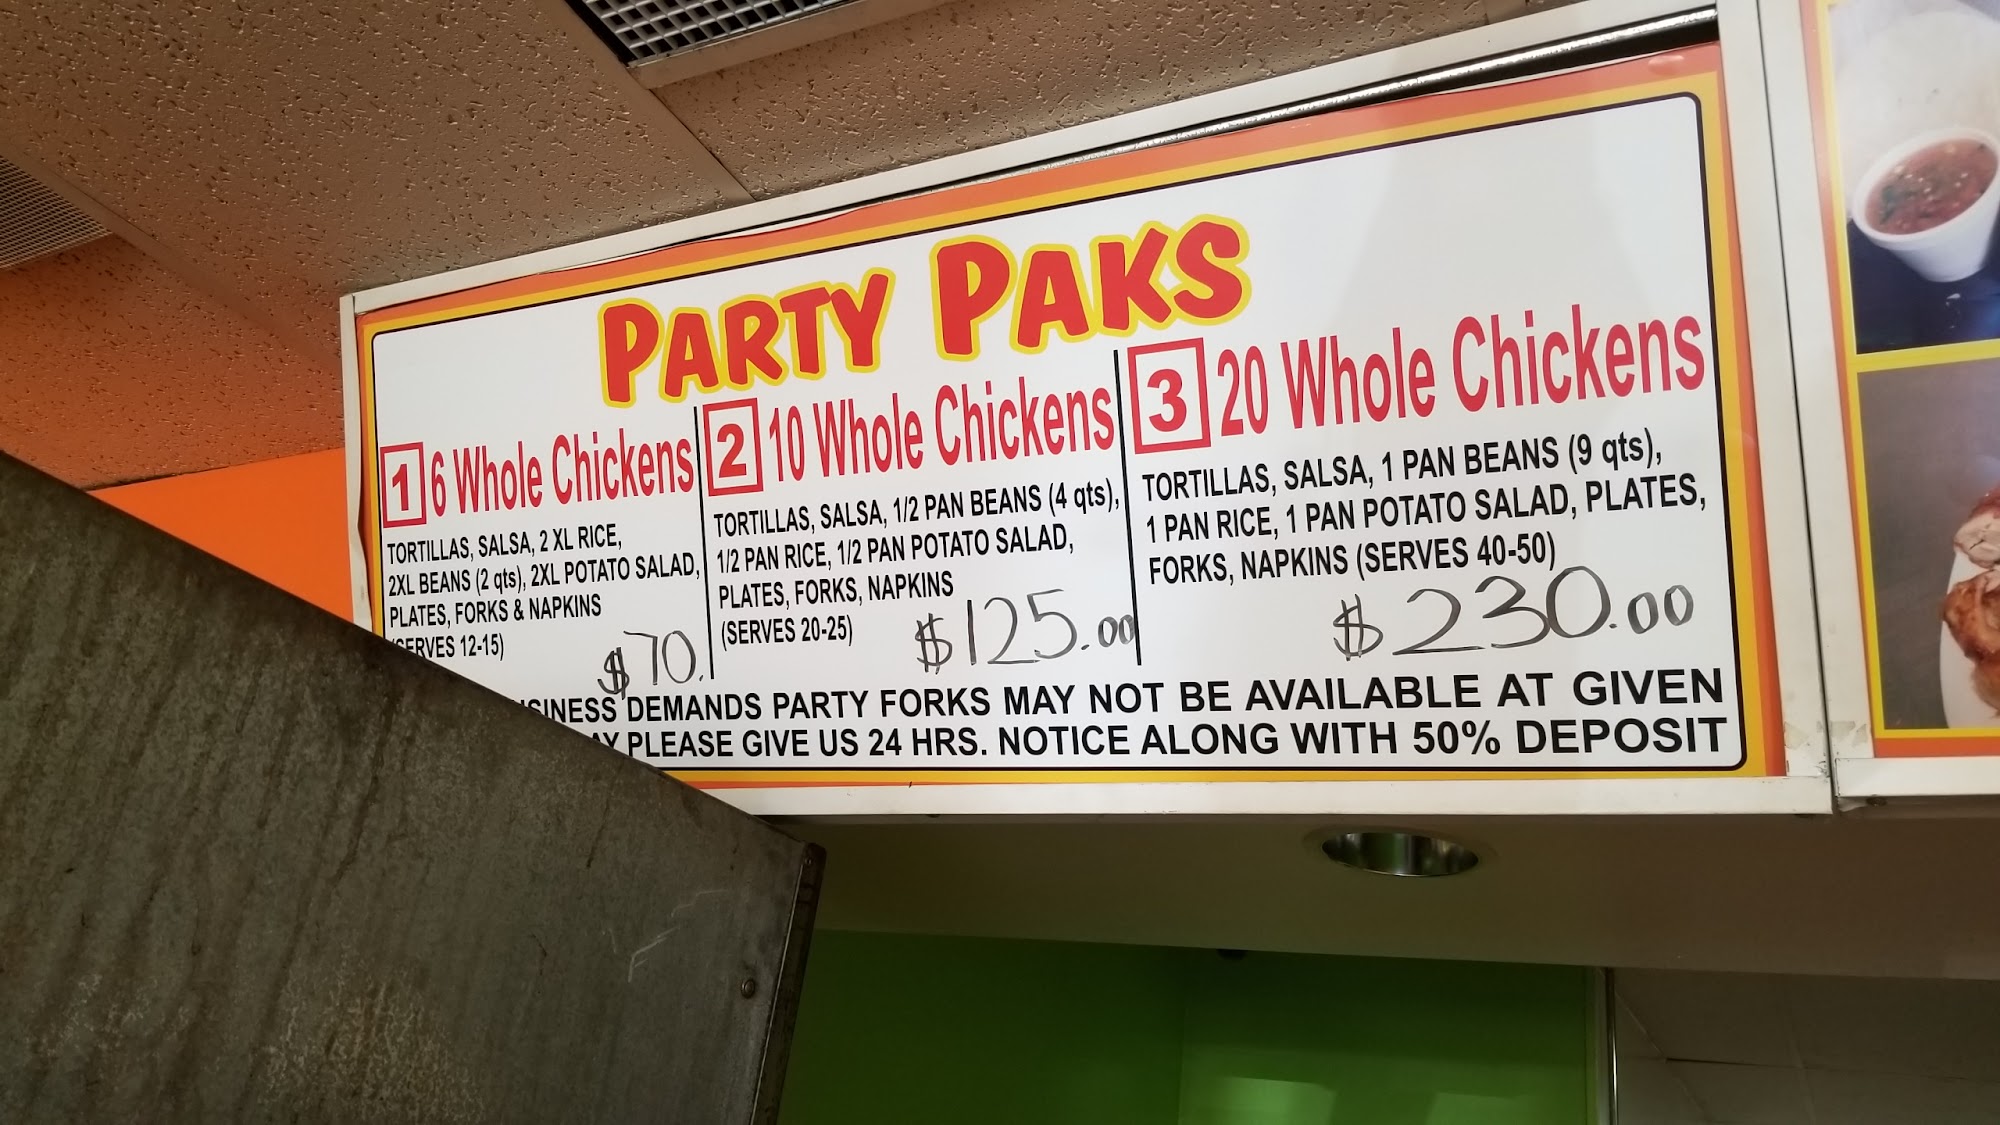 PARTY PAKS
1 6 Whole Chickens
TORTILLAS, SALSA, 2 XL RICE,
2XL BEANS (2 qts), 2XL POTATO SALAD,
PLATES, FORKS & NAPKINS
12-15)
$70.
2 10 Whole Chickens
TORTILLAS, SALSA, 1/2 PAN BEANS (4 qts),
1/2 PAN RICE, 1/2 PAN POTATO SALAD,
PLATES, FORKS, NAPKINS
(SERVES 20-25)
$125.00
3 20 Whole Chickens
TORTILLAS, SALSA, 1 PAN BEANS (9 qts),
1 PAN RICE, 1 PAN POTATO SALAD, PLATES,
FORKS, NAPKINS (SERVES 40-50)
$230.00
DEMANDS PARTY FORKS MAY NOT BE AVAILABLE AT GIVEN
PLEASE GIVE US 24 HRS. NOTICE ALONG WITH 50% DEPOSIT